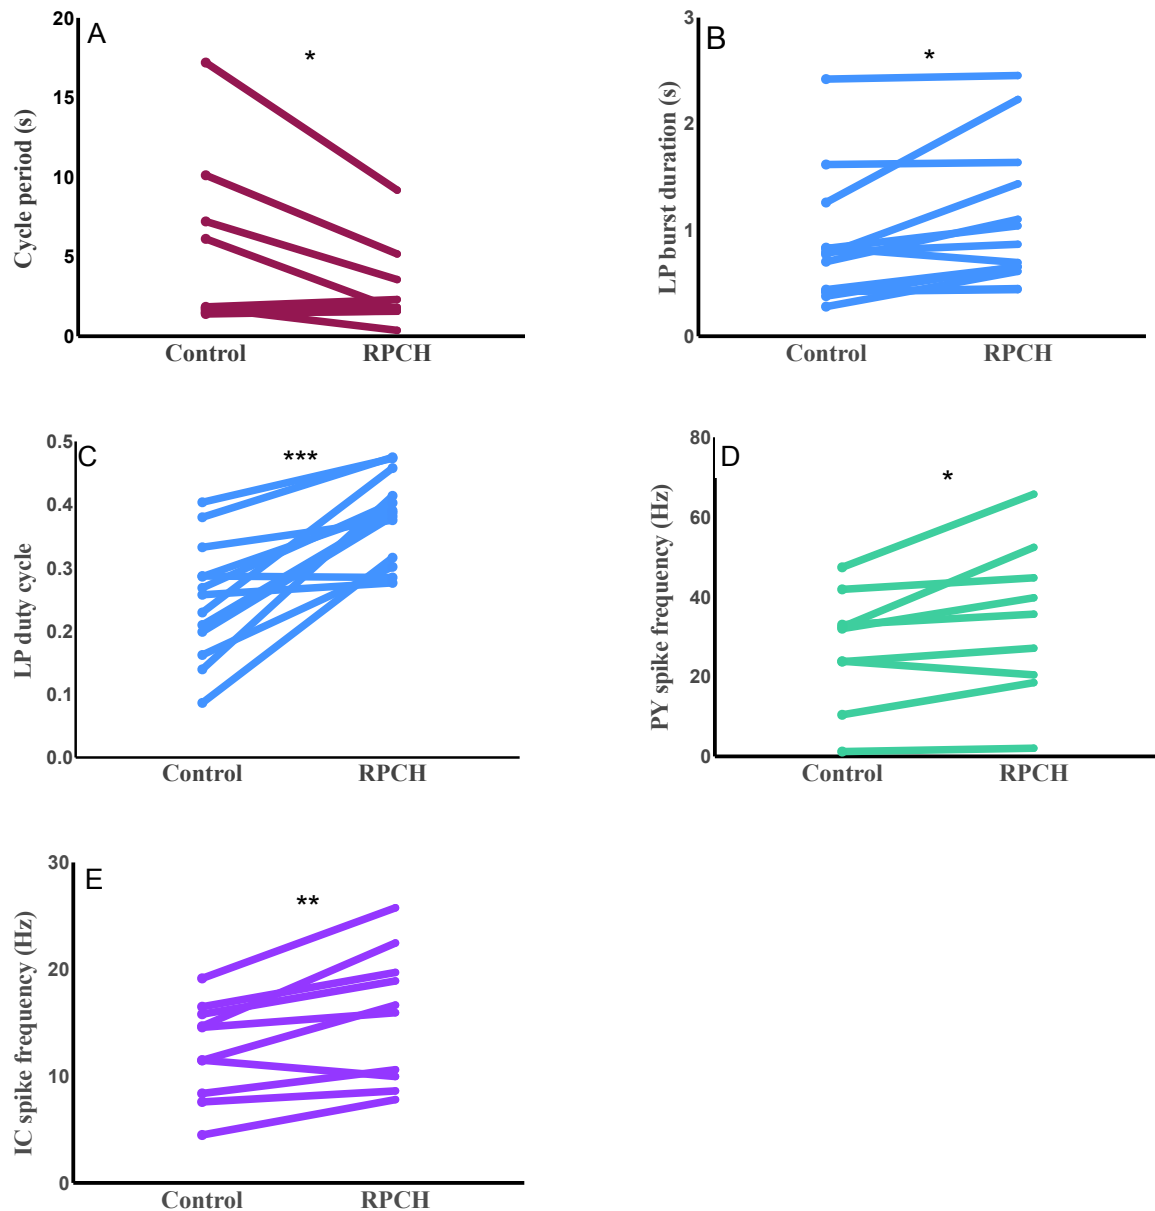 A
*
Cycle period (s)
20
15
10
5
0
Control RPCH
B
*
LP burst duration (s)
3
2
1
0
Control RPCH
C
***
LP duty cycle
0.5
0.4
0.3
0.2
0.1
0.0
Control RPCH
D
*
PY spike frequency (Hz)
80
60
40
20
0
Control RPCH
E
**
IC spike frequency (Hz)
30
20
10
0
Control RPCH